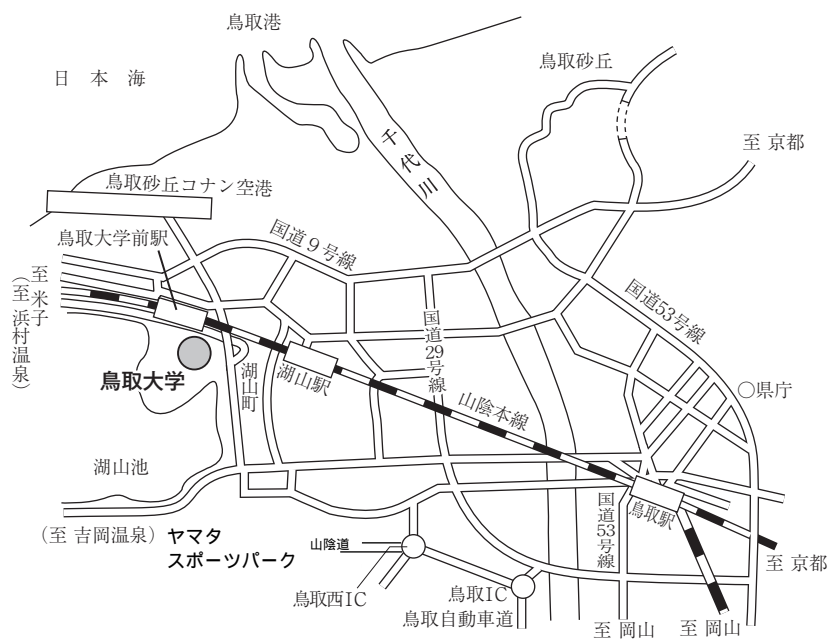 鳥取港
日 本 海
鳥取砂丘
千代川
至 京都
鳥取砂丘コナン空港
鳥取大学前駅
国道9号線
至 米子
(至 浜村温泉)
国道53号線
国道29号線
鳥取大学
湖山町
湖山駅
山陰本線
○県庁
湖山池
鳥取駅
国道53号線
(至 吉岡温泉)
ヤマタ
スポーツパーク
山陰道
至 京都
鳥取西IC
鳥取IC
鳥取自動車道
至 岡山
至 岡山